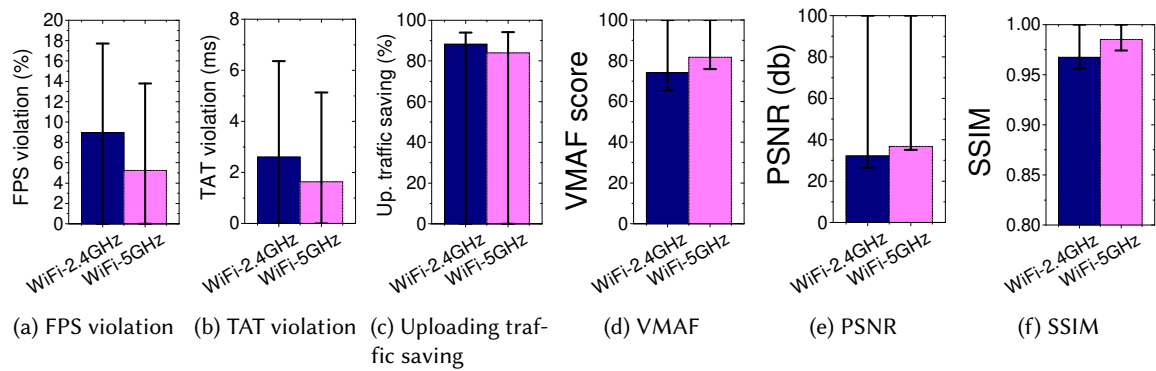 FPS violation (%)
20
18
16
14
12
10
8
6
4
2
0
WiFi-2.4GHz
WiFi-5GHz
(a) FPS violation
TAT violation (ms)
8
6
4
2
0
WiFi-2.4GHz
WiFi-5GHz
(b) TAT violation
Up. traffic saving (%)
100
80
60
40
20
0
WiFi-2.4GHz
WiFi-5GHz
(c) Uploading traf-
fic saving
VMAF score
100
80
60
40
20
0
WiFi-2.4GHz
WiFi-5GHz
(d) VMAF
PSNR (db)
100
80
60
40
20
0
WiFi-2.4GHz
WiFi-5GHz
(e) PSNR
SSIM
1.00
0.95
0.90
0.85
0.80
WiFi-2.4GHz
WiFi-5GHz
(f) SSIM